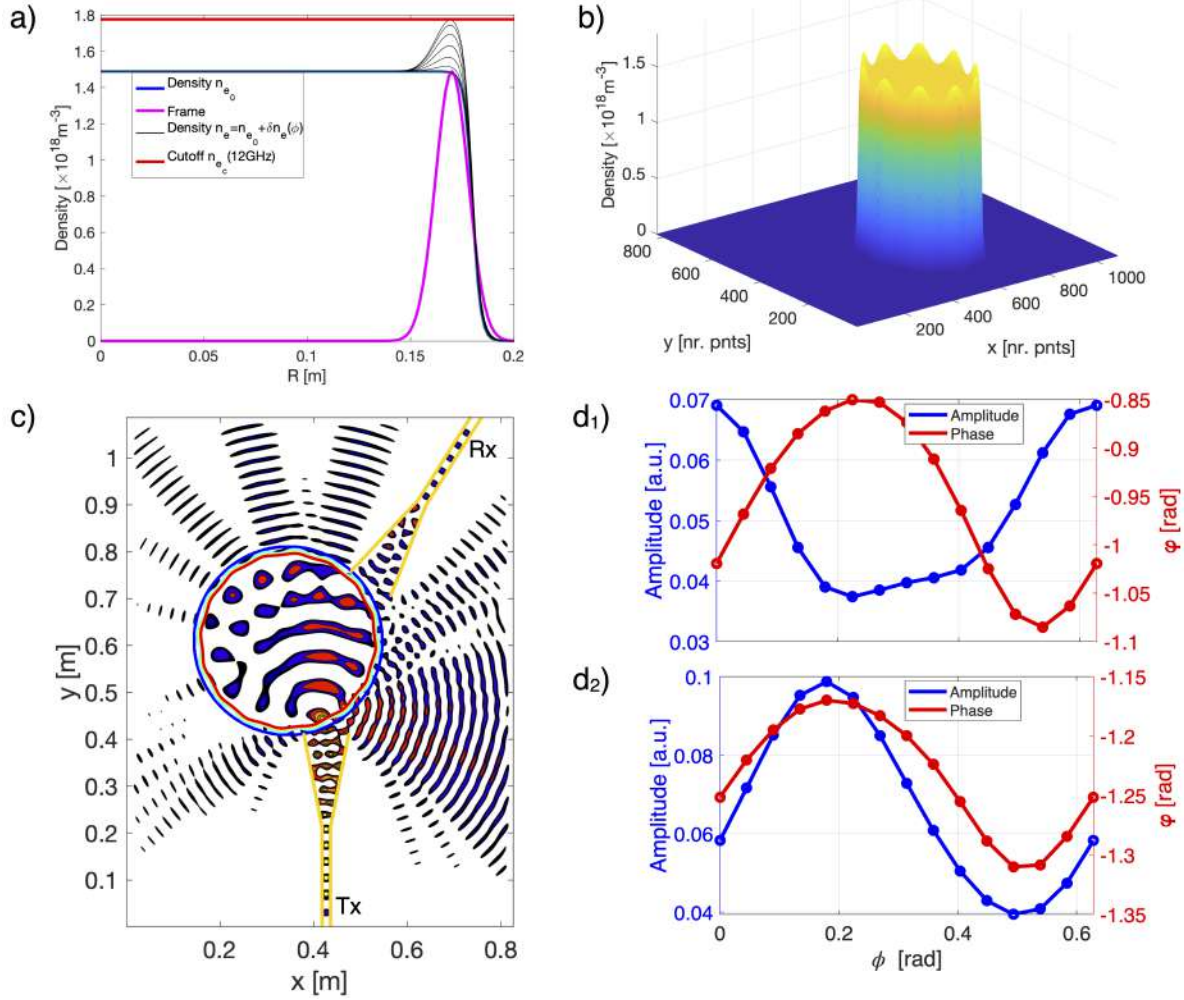 a)
1.8
1.6
1.4
1.2
1
0.8
0.6
0.4
0.2
0
Density [×10^18 m^-3]
Density n_e_0
Frame
Density n_e=n_e_0+δn_e(ϕ)
Cutoff n_e_c (12GHz)
0
0.05
0.1
0.15
0.2
R [m]
b)
1.5
1
0.5
0
Density [×10^18 m^-3]
800
600
400
200
y [nr. pnts]
200
400
600
800
1000
x [nr. pnts]
c)
1
0.9
0.8
0.7
0.6
0.5
0.4
0.3
0.2
0.1
y [m]
Rx
Tx
0.2
0.4
0.6
0.8
x [m]
d₁)
0.07
0.06
0.05
0.04
0.03
Amplitude [a.u.]
Amplitude
Phase
-0.85
-0.9
-0.95
-1
-1.05
-1.1
φ [rad]
d₂)
0.1
0.08
0.06
0.04
Amplitude [a.u.]
Amplitude
Phase
-1.15
-1.2
-1.25
-1.3
-1.35
φ [rad]
0
0.2
0.4
0.6
ϕ [rad]